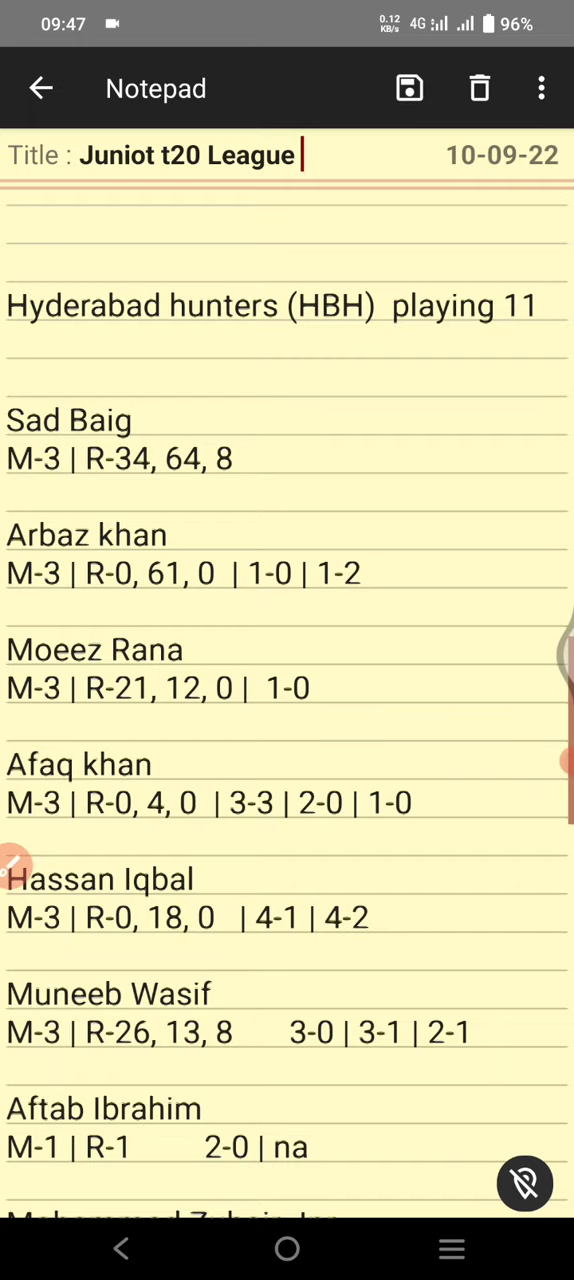 09:47
0.12
KB/s
4G
96%
Notepad
Title : Juniot t20 League
10-09-22
Hyderabad hunters (HBH) playing 11
Sad Baig
M-3 | R-34, 64, 8
Arbaz khan
M-3 | R-0, 61, 0 | 1-0 | 1-2
Moeez Rana
M-3 | R-21, 12, 0 | 1-0
Afaq khan
M-3 | R-0, 4, 0 | 3-3 | 2-0 | 1-0
Hassan Iqbal
M-3 | R-0, 18, 0 | 4-1 | 4-2
Muneeb Wasif
M-3 | R-26, 13, 8 3-0 | 3-1 | 2-1
Aftab Ibrahim
M-1 | R-1 2-0 | na